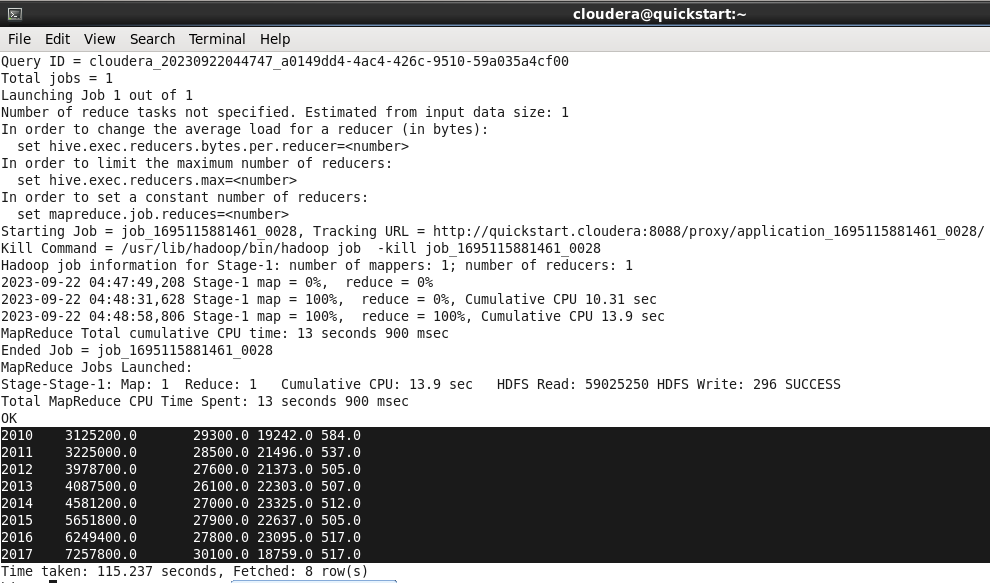 cloudera@quickstart:~
File Edit View Search Terminal Help
Query ID = cloudera_20230922044747_a0149dd4-4ac4-426c-9510-59a035a4cf00
Total jobs = 1
Launching Job 1 out of 1
Number of reduce tasks not specified. Estimated from input data size: 1
In order to change the average load for a reducer (in bytes):
  set hive.exec.reducers.bytes.per.reducer=<number>
In order to limit the maximum number of reducers:
  set hive.exec.reducers.max=<number>
In order to set a constant number of reducers:
  set mapreduce.job.reduces=<number>
Starting Job = job_1695115881461_0028, Tracking URL = http://quickstart.cloudera:8088/proxy/application_1695115881461_0028/
Kill Command = /usr/lib/hadoop/bin/hadoop job  -kill job_1695115881461_0028
Hadoop job information for Stage-1: number of mappers: 1; number of reducers: 1
2023-09-22 04:47:49,208 Stage-1 map = 0%,  reduce = 0%
2023-09-22 04:48:31,628 Stage-1 map = 100%,  reduce = 0%, Cumulative CPU 10.31 sec
2023-09-22 04:48:58,806 Stage-1 map = 100%,  reduce = 100%, Cumulative CPU 13.9 sec
MapReduce Total cumulative CPU time: 13 seconds 900 msec
Ended Job = job_1695115881461_0028
MapReduce Jobs Launched:
Stage-Stage-1: Map: 1  Reduce: 1   Cumulative CPU: 13.9 sec   HDFS Read: 59025250 HDFS Write: 296 SUCCESS
Total MapReduce CPU Time Spent: 13 seconds 900 msec
OK
2010    3125200.0       29300.0 19242.0 584.0
2011    3225000.0       28500.0 21496.0 537.0
2012    3978700.0       27600.0 21373.0 505.0
2013    4087500.0       26100.0 22303.0 507.0
2014    4581200.0       27000.0 23325.0 512.0
2015    5651800.0       27900.0 22637.0 505.0
2016    6249400.0       27800.0 23095.0 517.0
2017    7257800.0       30100.0 18759.0 517.0
Time taken: 115.237 seconds, Fetched: 8 row(s)